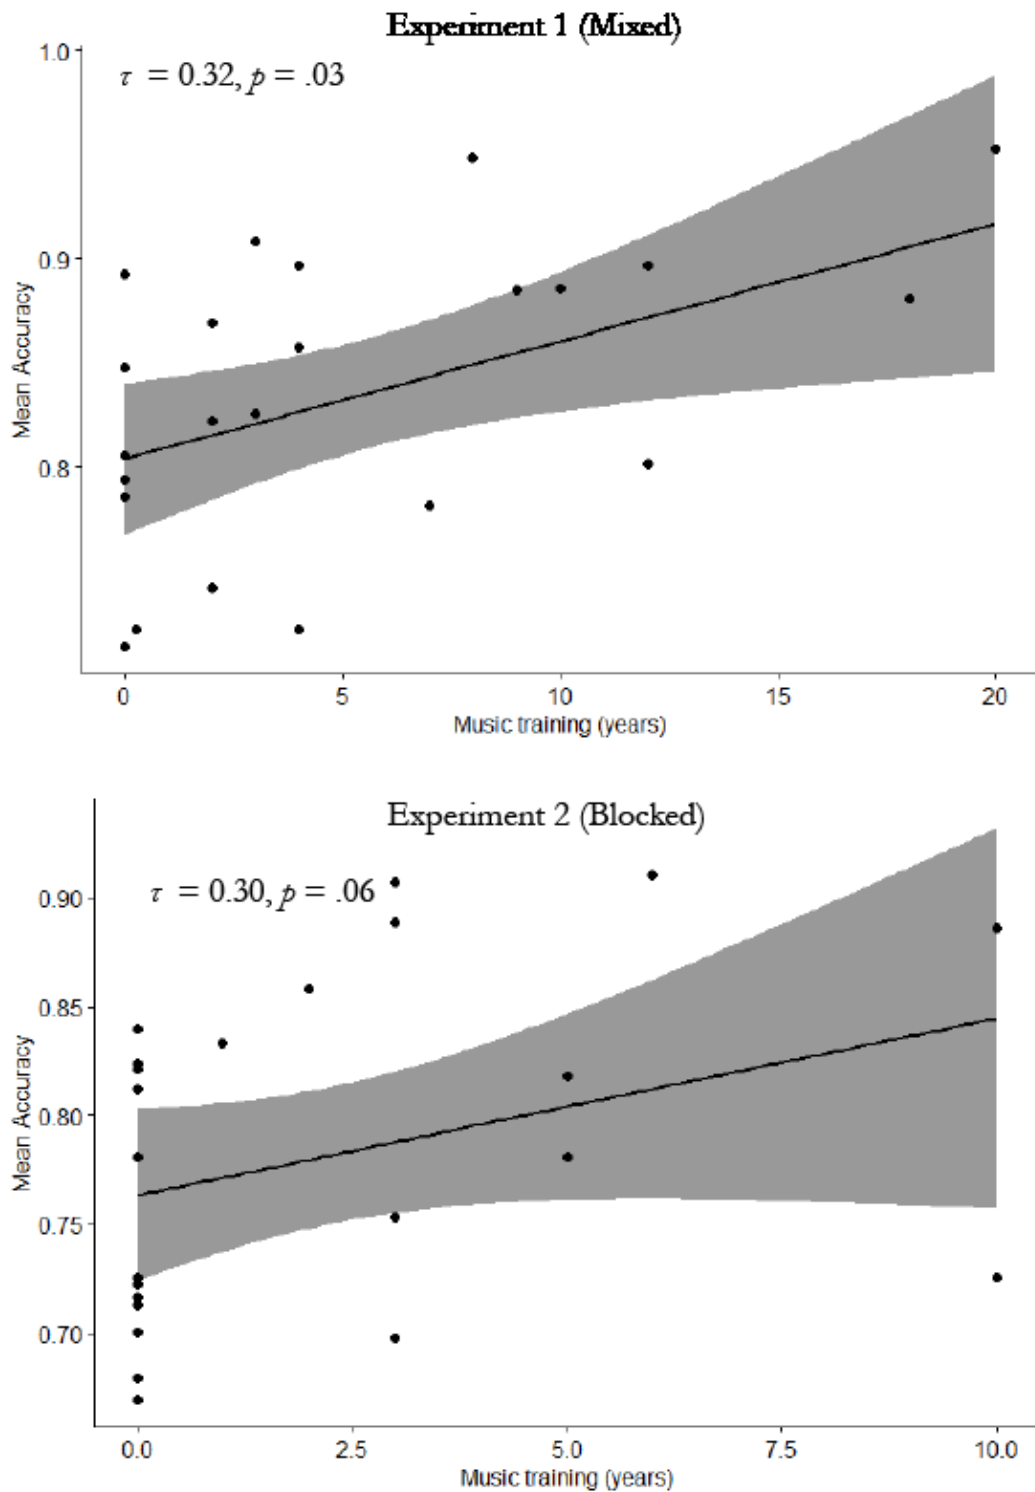 Experiment 1 (Mixed)
τ = 0.32, p = .03
1.0
0.9
0.8
Mean Accuracy
0 5 10 15 20
Music training (years)
Experiment 2 (Blocked)
τ = 0.30, p = .06
0.90
0.85
0.80
0.75
0.70
Mean Accuracy
0.0 2.5 5.0 7.5 10.0
Music training (years)